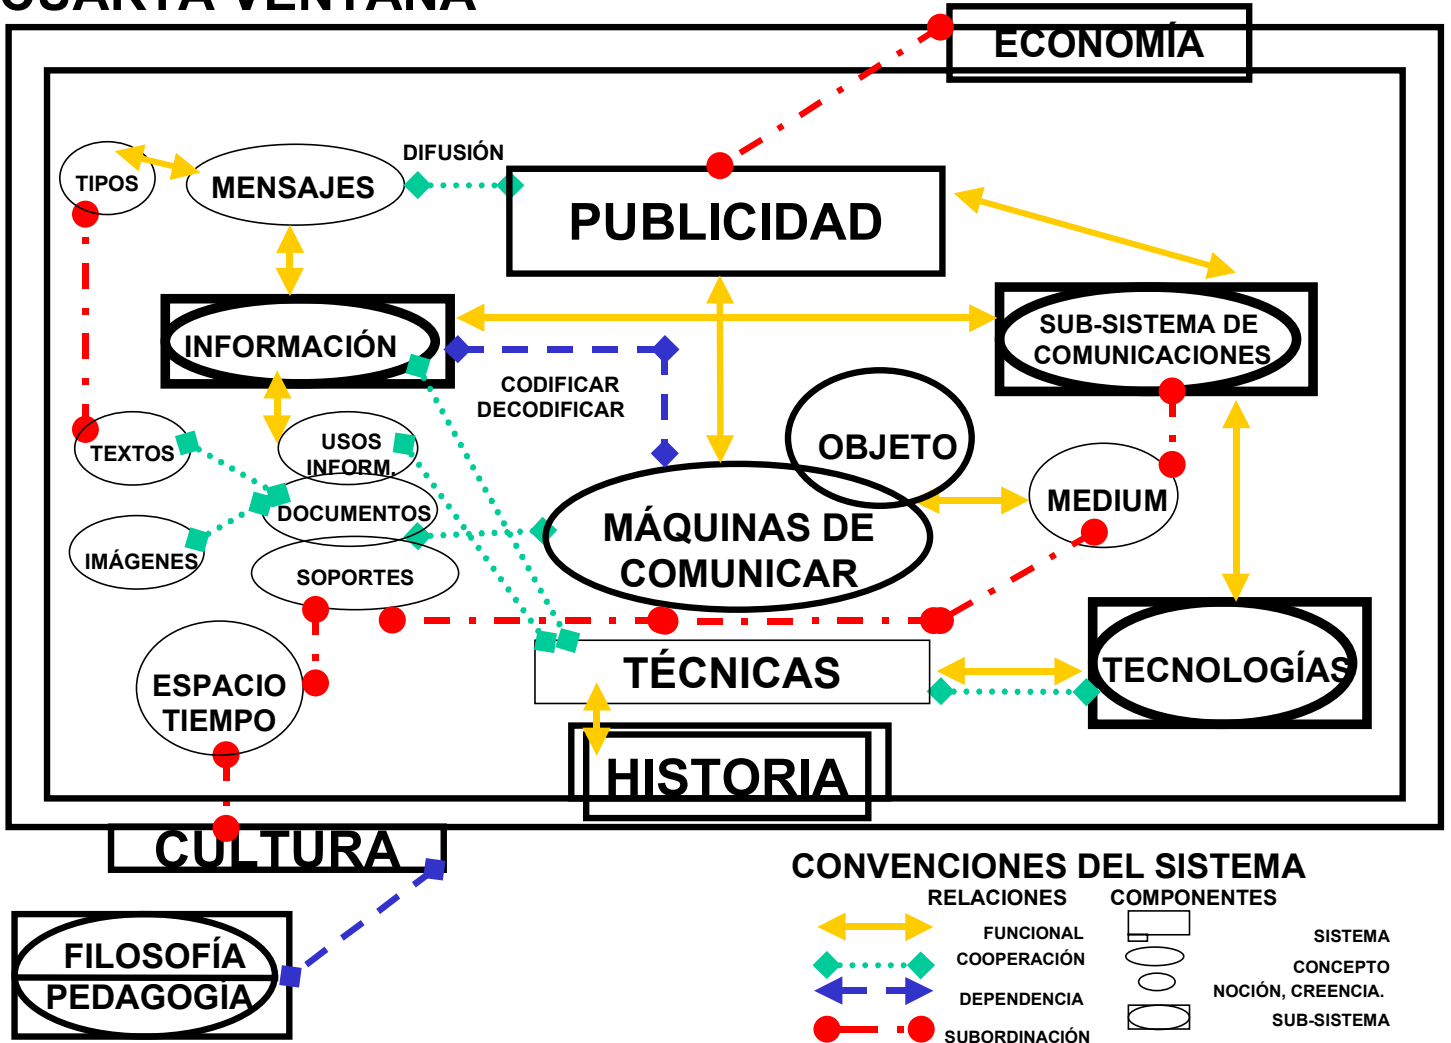 CUARTA VENTANA
ECONOMÍA
DIFUSIÓN
TIPOS
MENSAJES
PUBLICIDAD
INFORMACIÓN
SUB-SISTEMA DE
COMUNICACIONES
CODIFICAR
DECODIFICAR
OBJETO
TEXTOS
USOS
INFORM.
MEDIUM
DOCUMENTOS
MÁQUINAS DE
COMUNICAR
IMÁGENES
SOPORTES
TÉCNICAS
TECNOLOGÍAS
ESPACIO
TIEMPO
HISTORIA
CULTURA
FILOSOFÍA
PEDAGOGÍA
CONVENCIONES DEL SISTEMA
RELACIONES
COMPONENTES
FUNCIONAL
SISTEMA
COOPERACIÓN
CONCEPTO
DEPENDENCIA
NOCIÓN, CREENCIA.
SUBORDINACIÓN
SUB-SISTEMA